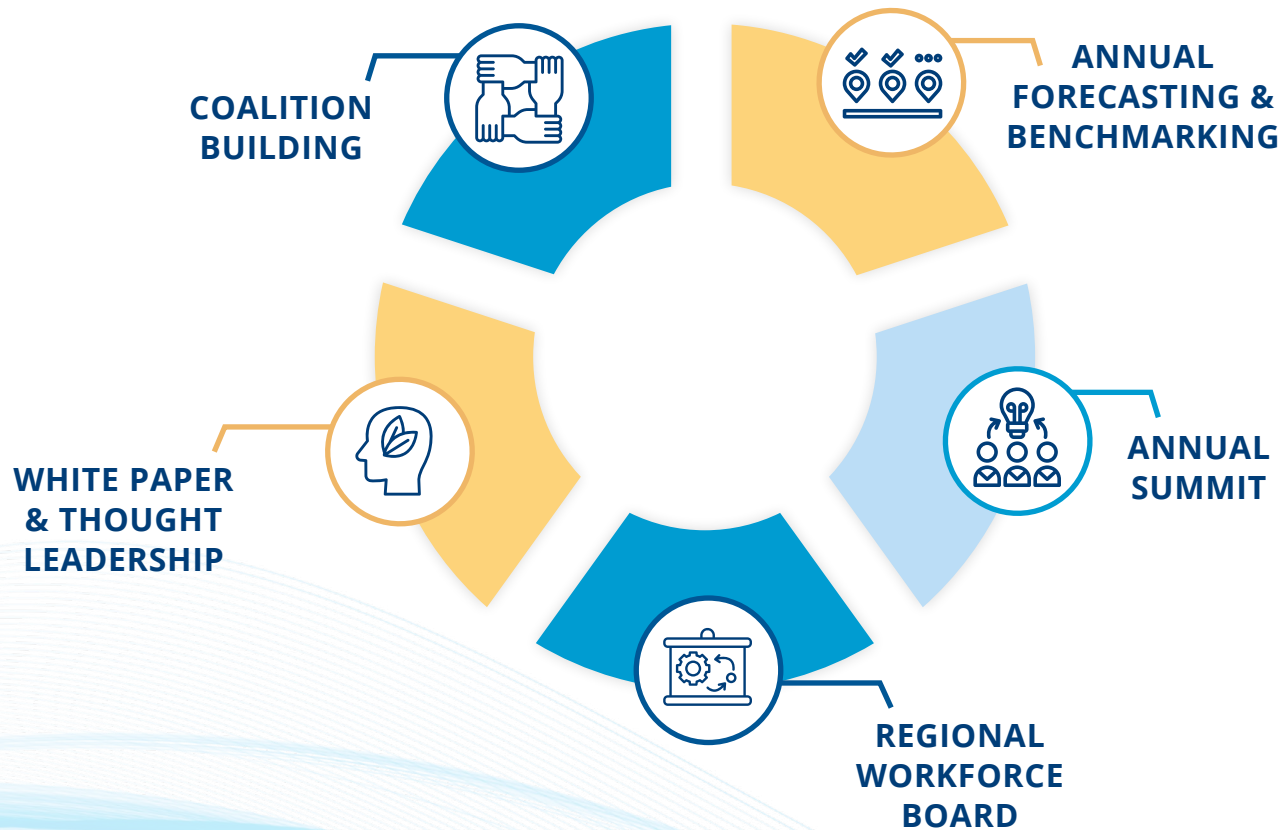 COALITION
BUILDING
ANNUAL
FORECASTING &
BENCHMARKING
WHITE PAPER
& THOUGHT
LEADERSHIP
ANNUAL
SUMMIT
REGIONAL
WORKFORCE
BOARD